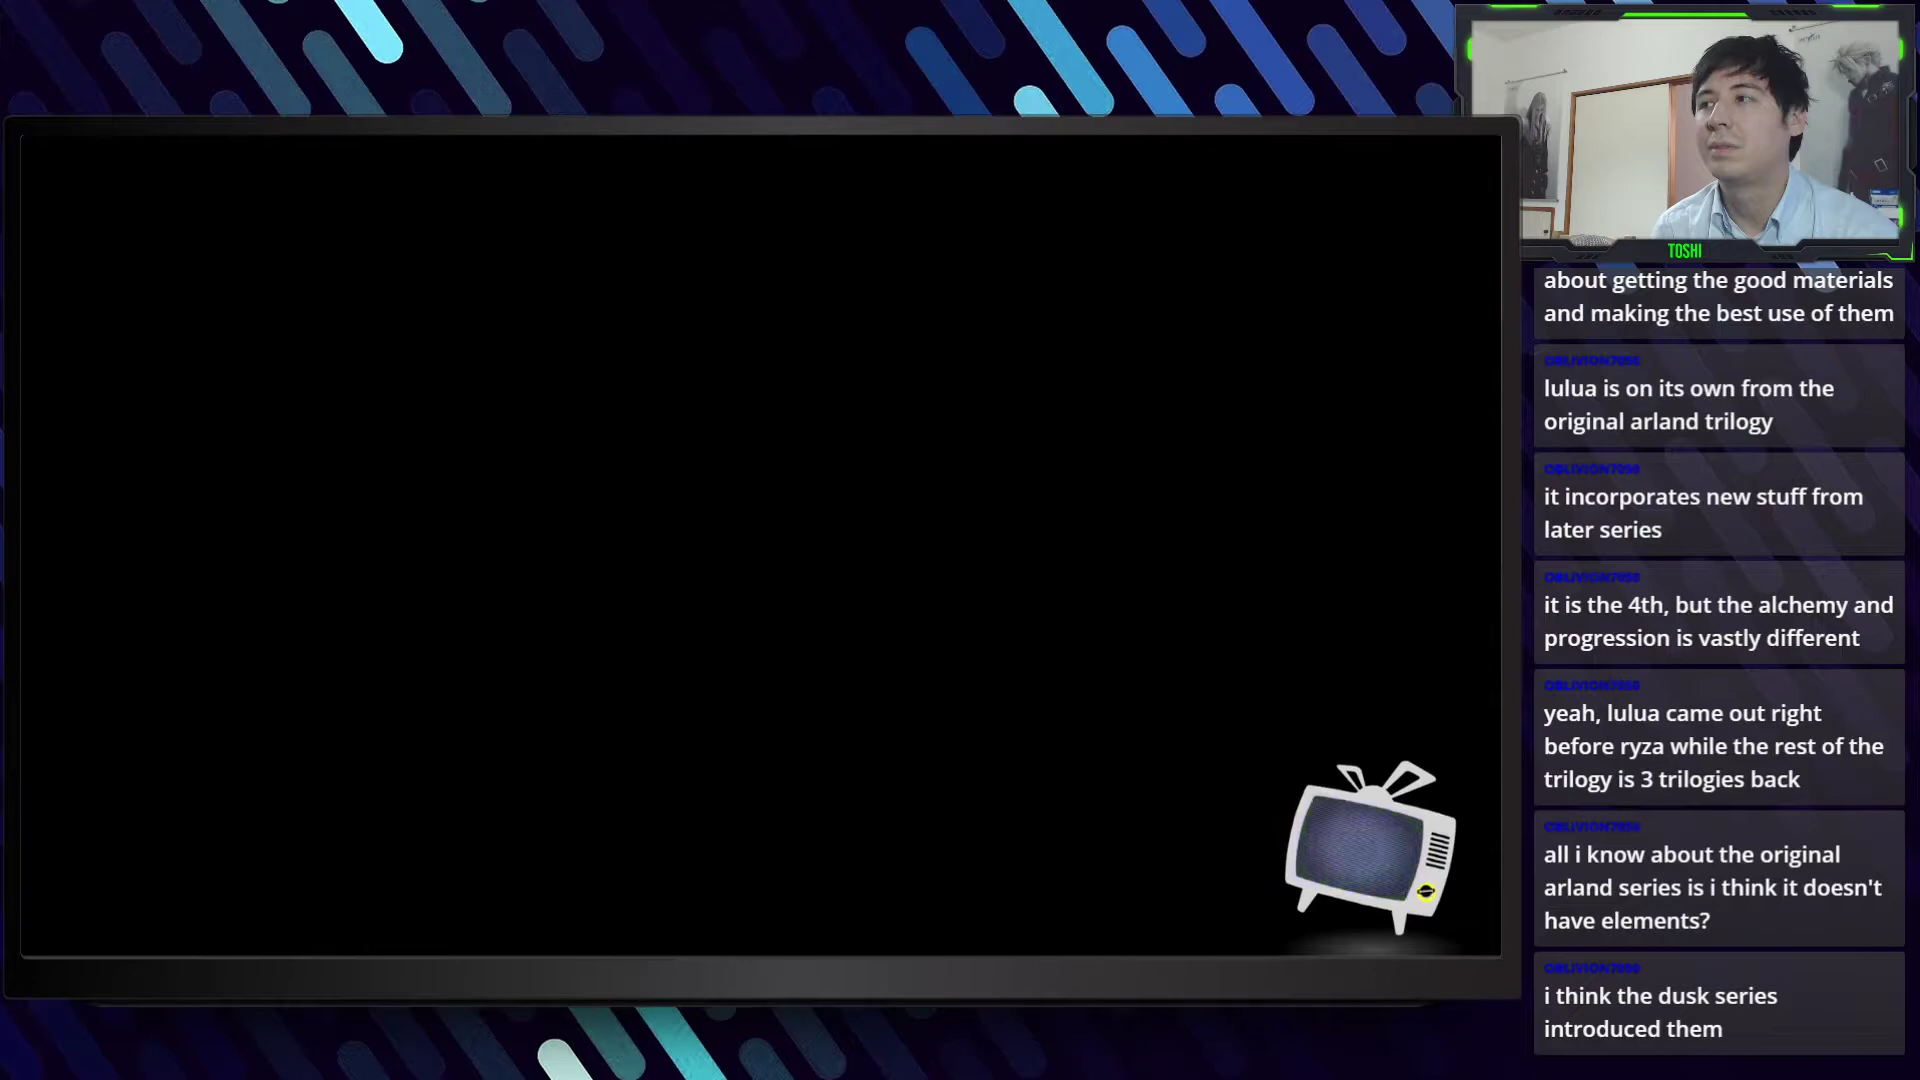 TOSHI
about getting the good materials
and making the best use of them
lulua is on its own from the
original arland trilogy
it incorporates new stuff from
later series
it is the 4th, but the alchemy and
progression is vastly different
yeah, lulua came out right
before ryza while the rest of the
trilogy is 3 trilogies back
all i know about the original
arland series is i think it doesn't
have elements?
i think the dusk series
introduced them